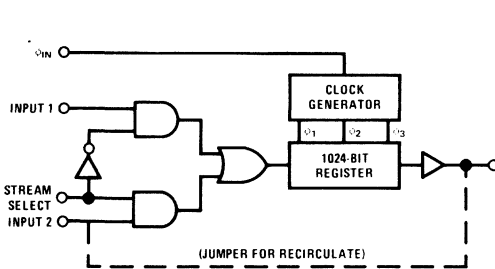 ΦIN
CLOCK
GENERATOR
INPUT 1
Φ1
Φ2
Φ3
1024-BIT
REGISTER
STREAM
SELECT
INPUT 2
(JUMPER FOR RECIRCULATE)